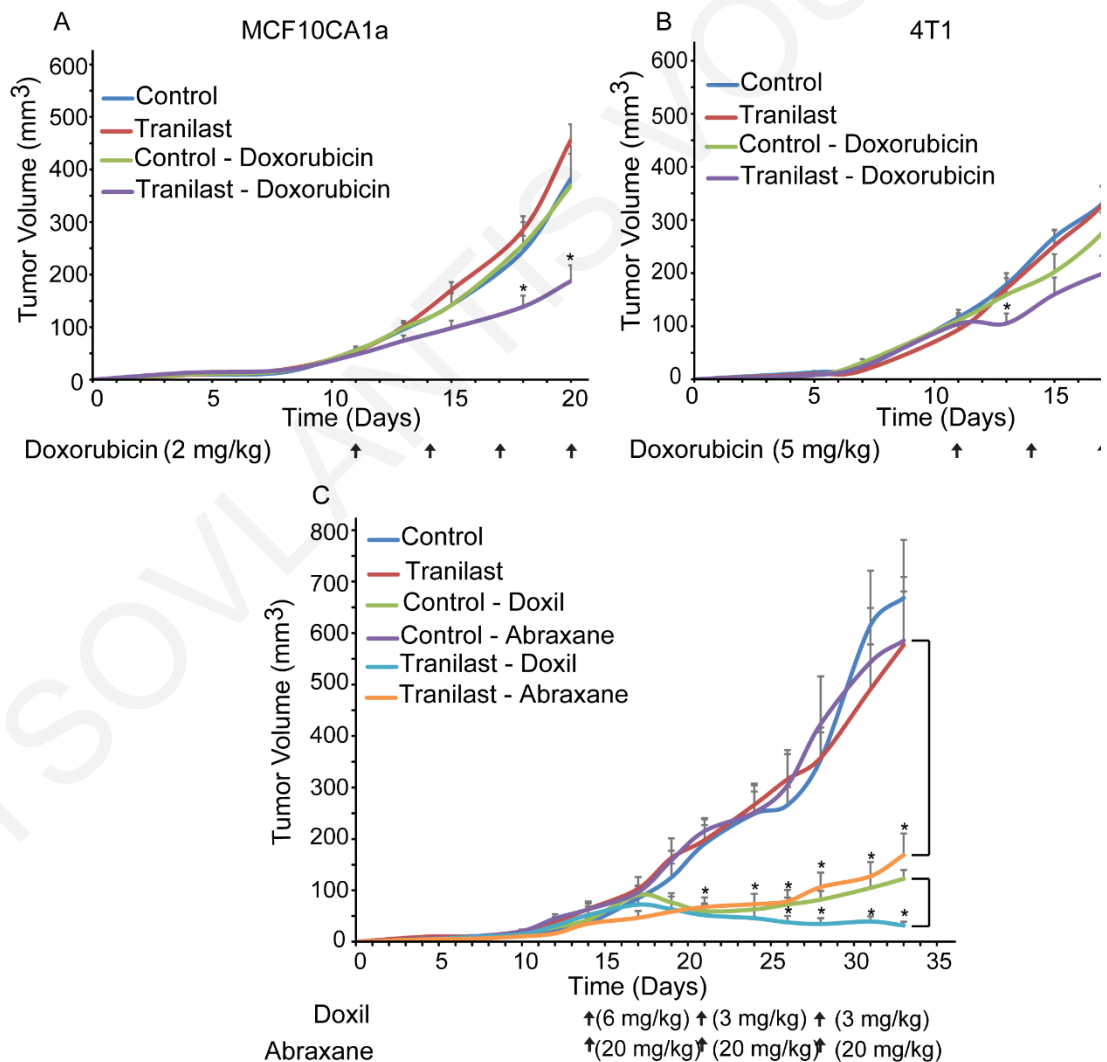 A
MCF10CA1a
Tumor Volume (mm3)
600
500
400
300
200
100
0
Control
Tranilast
Control - Doxorubicin
Tranilast - Doxorubicin
*
*
0 5 10 15 20
Time (Days)
Doxorubicin (2 mg/kg)
B
4T1
Tumor Volume (mm3)
600
500
400
300
200
100
0
Control
Tranilast
Control - Doxorubicin
Tranilast - Doxorubicin
*
0 5 10 15
Time (Days)
Doxorubicin (5 mg/kg)
C
Tumor Volume (mm3)
800
700
600
500
400
300
200
100
0
Control
Tranilast
Control - Doxil
Control - Abraxane
Tranilast - Doxil
Tranilast - Abraxane
* * * * * *
* * * *
0 5 10 15 20 25 30 35
Time (Days)
Doxil (6 mg/kg) (3 mg/kg) (3 mg/kg)
Abraxane (20 mg/kg) (20 mg/kg) (20 mg/kg)